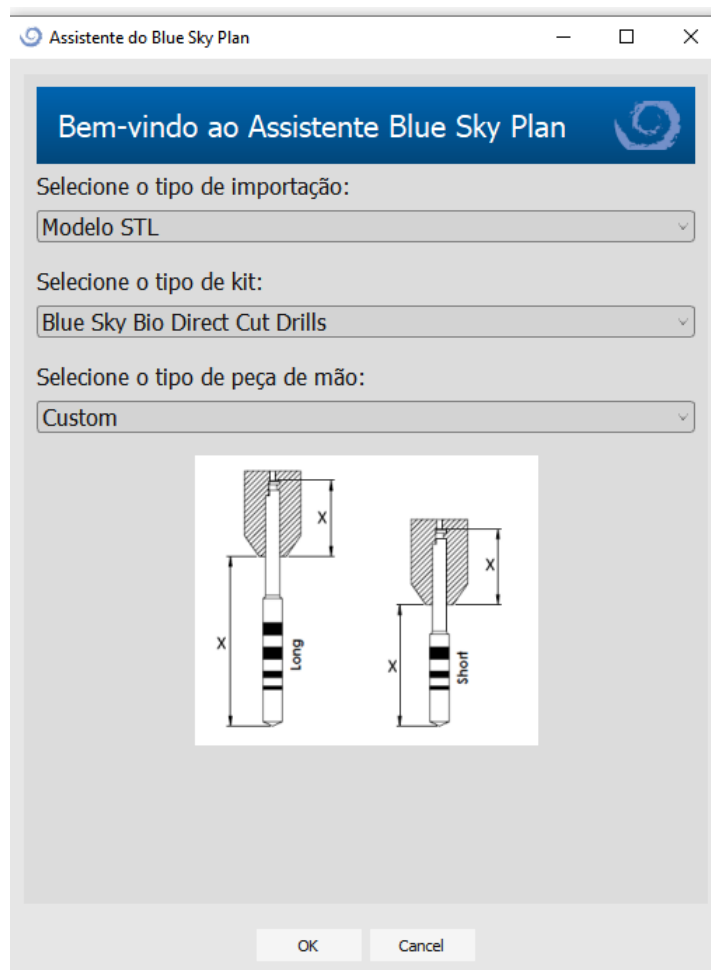 Assistente do Blue Sky Plan
Bem-vindo ao Assistente Blue Sky Plan
Selecione o tipo de importação:
Modelo STL
Selecione o tipo de kit:
Blue Sky Bio Direct Cut Drills
Selecione o tipo de peça de mão:
Custom
X
X
Long
X
X
Short
OK
Cancel